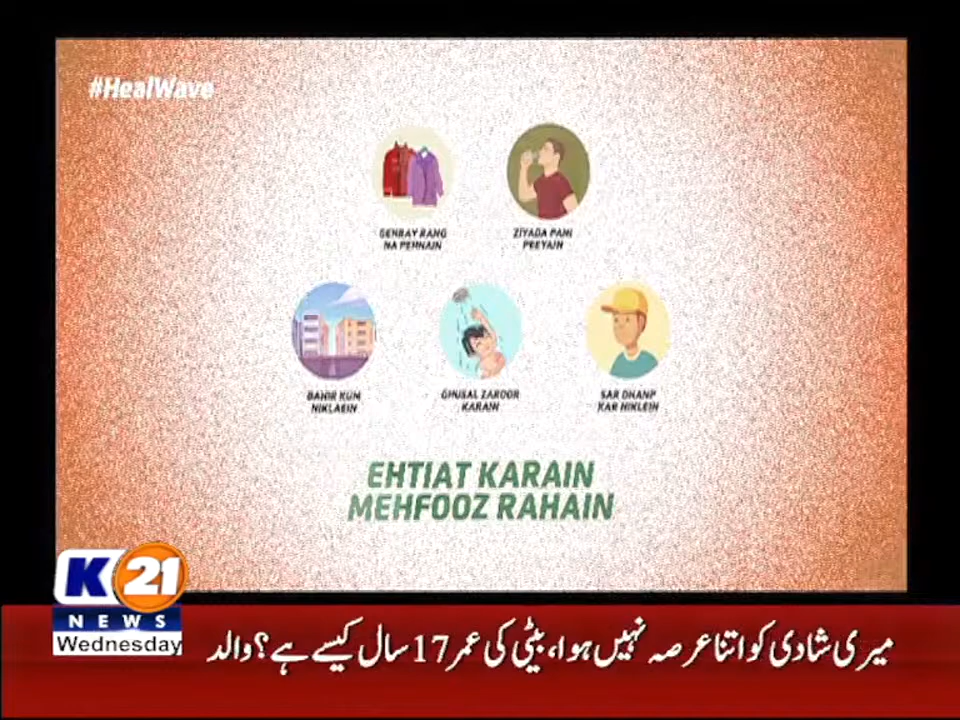 #HealWave
GEHRAY RANG
NA PEHNAIN
ZIYADA PANI
PEEYAIN
BAHIR KUM
NIKLAEIN
GHUSAL ZAROOR
KARAIN
SAR DHANP
KAR NIKLEIN
EHTIAT KARAIN
MEHFOOZ RAHAIN
K 21
NEWS
Wednesday
میری شادی کو اتنا عرصہ نہیں ہوا، بیٹی کی عمر 17 سال کیسے ہے؟ والد